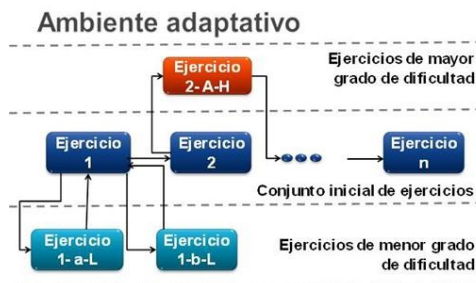 Ambiente adaptativo
Ejercicio
2- A-H
Ejercicios de mayor
grado de dificultad
Ejercicio
1
Ejercicio
2
Ejercicio
n
Conjunto inicial de ejercicios
Ejercicio
1- a-L
Ejercicio
1-b-L
Ejercicios de menor grado
de dificultad